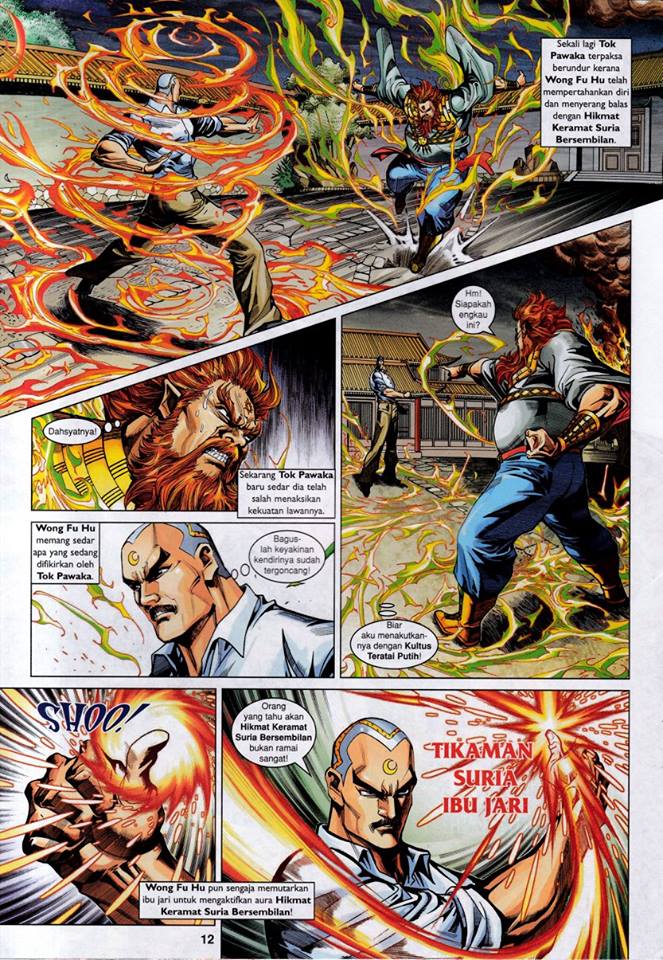 Sekali lagi Tok
Pawaka terpaksa
berundur kerana
Wong Fu Hu telah
mempertahankan diri
dan menyerang balas
dengan Hikmat
Keramat Suria
Bersembilan.
Hm!
Siapakah
engkau
ini?
Dahsyatnya!
Sekarang Tok Pawaka
baru sedar dia telah
salah menaksikan
kekuatan lawannya.
Wong Fu Hu
memang sedar
apa yang sedang
difikirkan oleh
Tok Pawaka.
Bagus-
lah keyakinan
kendirinya sudah
tergoncang!
Biar
aku menakutkan-
nya dengan Kultus
Teratai Putih!
SHOO!
Wong Fu Hu pun sengaja memutarkan
ibu jari untuk mengaktifkan aura Hikmat
Keramat Suria Bersembilan!
Orang
yang tahu akan
Hikmat Keramat
Suria Bersembilan
bukan ramai
sangat!
TIKAMAN
SURIA
IBU JARI
12